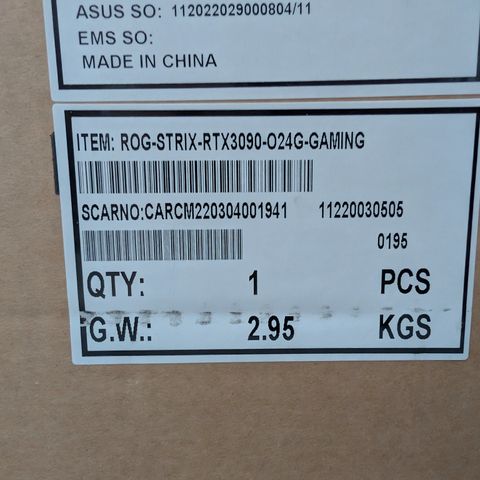 ASUS SO: 112022029000804/11
EMS SO:
MADE IN CHINA
ITEM: ROG-STRIX-RTX3090-O24G-GAMING
SCARNO:CARCM220304001941 11220030505
0195
QTY: 1 PCS
G.W.: 2.95 KGS